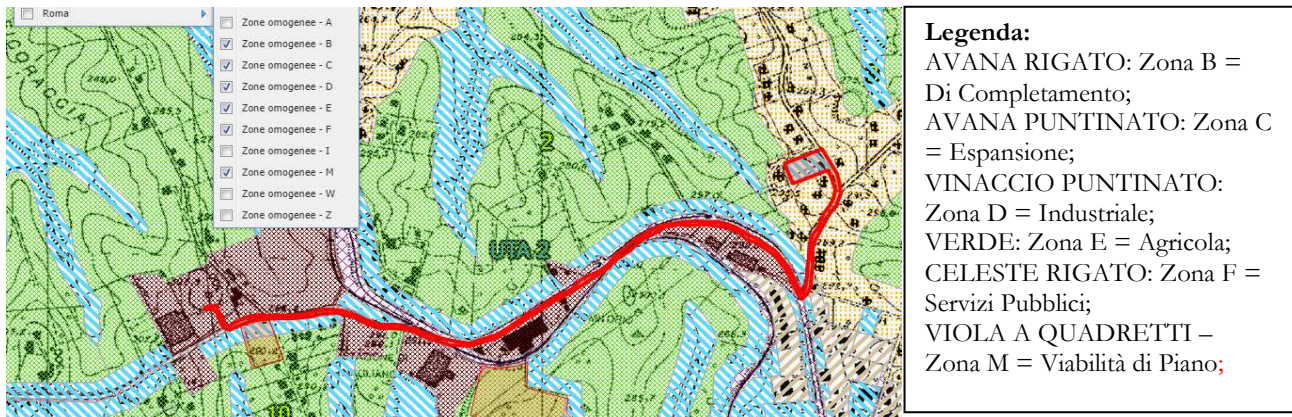 Roma
Zone omogenee - A
Zone omogenee - B
Zone omogenee - C
Zone omogenee - D
Zone omogenee - E
Zone omogenee - F
Zone omogenee - I
Zone omogenee - M
Zone omogenee - W
Zone omogenee - Z
2
UTA 2
10
Legenda:
AVANA RIGATO: Zona B =
Di Completamento;
AVANA PUNTINATO: Zona C
= Espansione;
VINACCIO PUNTINATO:
Zona D = Industriale;
VERDE: Zona E = Agricola;
CELESTE RIGATO: Zona F =
Servizi Pubblici;
VIOLA A QUADRETTI –
Zona M = Viabilità di Piano;